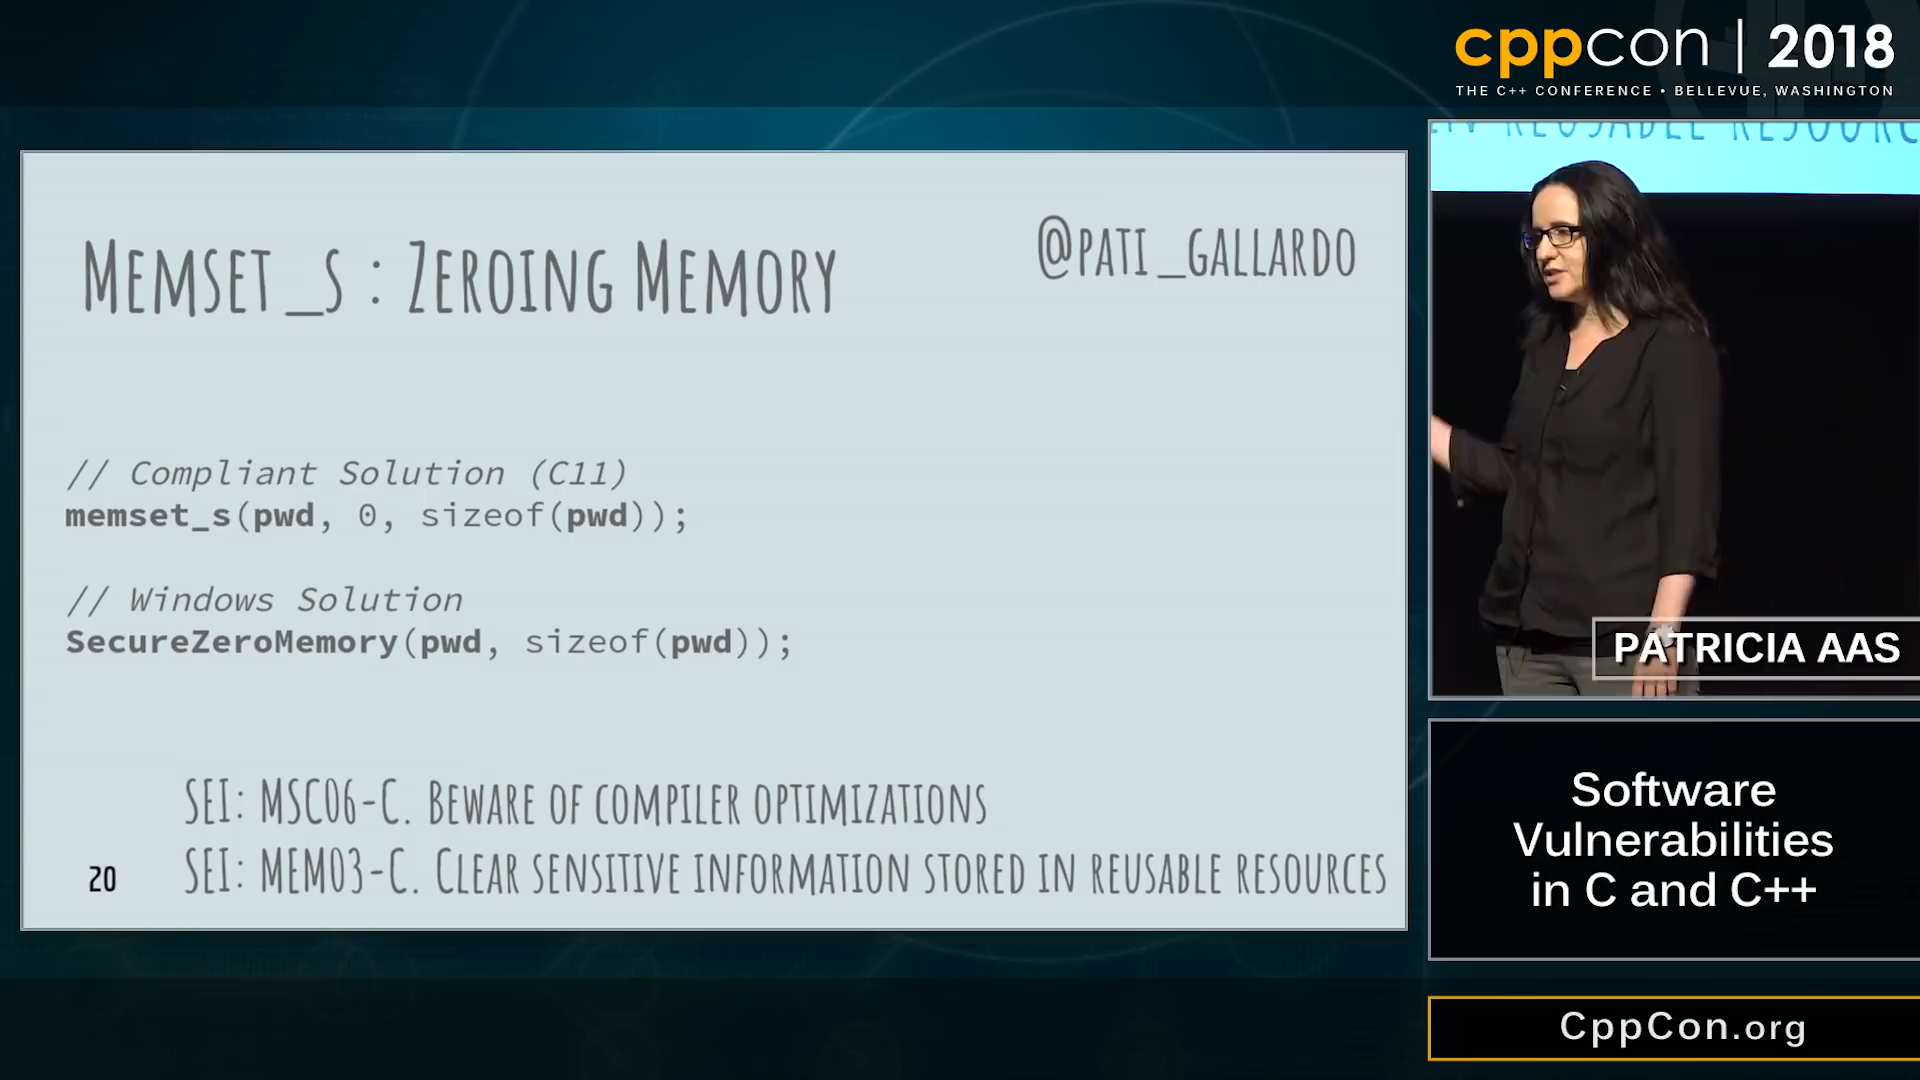 cppcon | 2018
THE C++ CONFERENCE • BELLEVUE, WASHINGTON
MEMSET_S : ZEROING MEMORY
@PATI_GALLARDO
// Compliant Solution (C11)
memset_s(pwd, 0, sizeof(pwd));
// Windows Solution
SecureZeroMemory(pwd, sizeof(pwd));
SEI: MSC06-C. BEWARE OF COMPILER OPTIMIZATIONS
SEI: MEM03-C. CLEAR SENSITIVE INFORMATION STORED IN REUSABLE RESOURCES
20
REUSABLE
PATRICIA AAS
Software
Vulnerabilities
in C and C++
CppCon.org